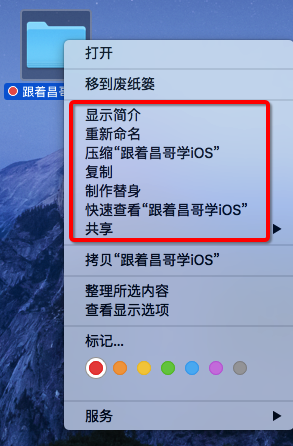 跟着昌哥
打开
移到废纸篓
显示简介
重新命名
压缩“跟着昌哥学iOS”
复制
制作替身
快速查看“跟着昌哥学iOS”
共享
拷贝“跟着昌哥学iOS”
整理所选内容
查看显示选项
标记...
服务